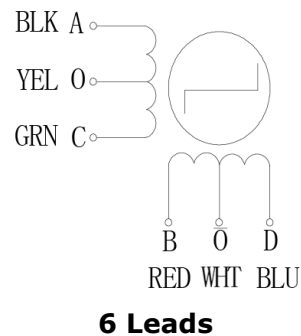 BLK A
YEL O
GRN C
B O̅ D
RED WHT BLU
6 Leads